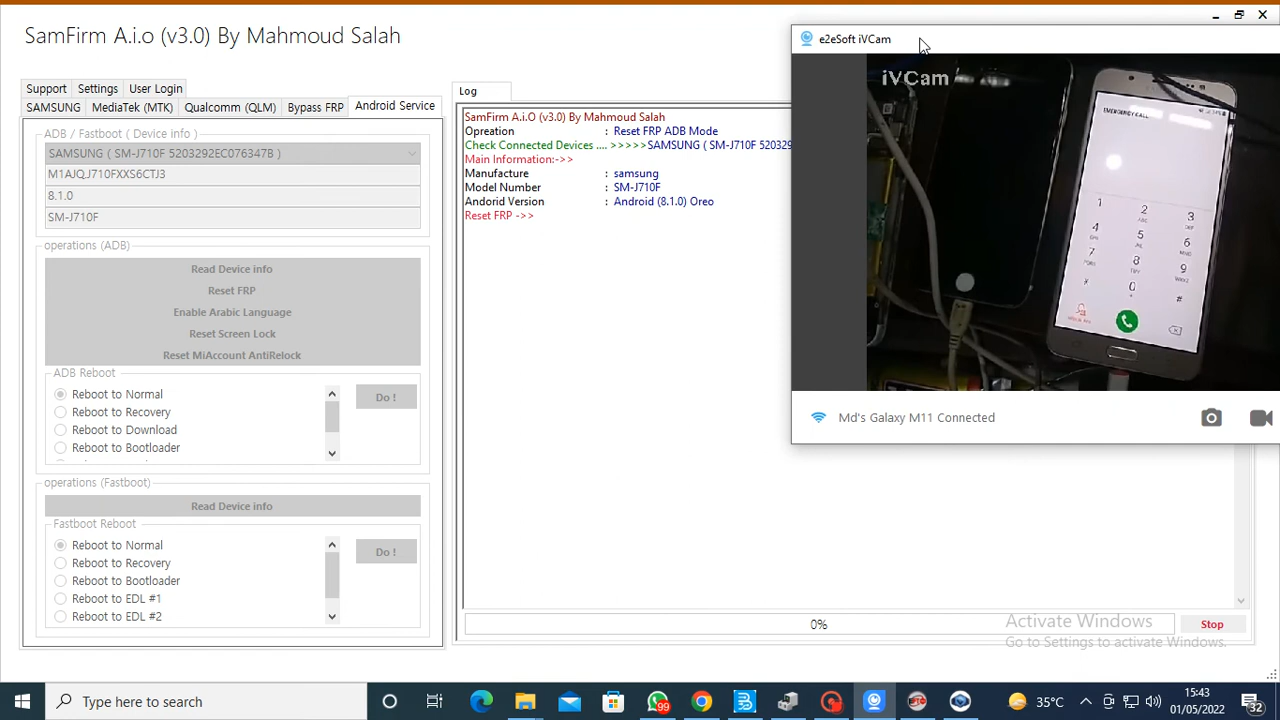 SamFirm A.i.o (v3.0) By Mahmoud Salah
Support Settings User Login
SAMSUNG MediaTek (MTK) Qualcomm (QLM) Bypass FRP Android Service
ADB / Fastboot ( Device info )
SAMSUNG ( SM-J710F 5203292EC076347B )
M1AJQ.J710FXXS6CTJ3
8.1.0
SM-J710F
operations (ADB)
Read Device info
Reset FRP
Enable Arabic Language
Reset Screen Lock
Reset MiAccount AntiRelock
ADB Reboot
Reboot to Normal
Reboot to Recovery
Reboot to Download
Reboot to Bootloader
Do !
operations (Fastboot)
Read Device info
Fastboot Reboot
Reboot to Normal
Reboot to Recovery
Reboot to Bootloader
Reboot to EDL #1
Reboot to EDL #2
Do !
Log
SamFirm A.i.O (v3.0) By Mahmoud Salah
Opreation : Reset FRP ADB Mode
Check Connected Devices .... >>>>>SAMSUNG ( SM-J710F 520329
Main Information:->>
Manufacture : samsung
Model Number : SM-J710F
Andorid Version : Android (8.1.0) Oreo
Reset FRP ->>
0%
Stop
e2eSoft iVCam
iVCam
EMERGENCY CALL
1 2 3
4 5 6
7 8 9
* 0 #
Md's Galaxy M11 Connected
Activate Windows
Go to Settings to activate Windows.
Type here to search
99
35°C
15:43
01/05/2022
32